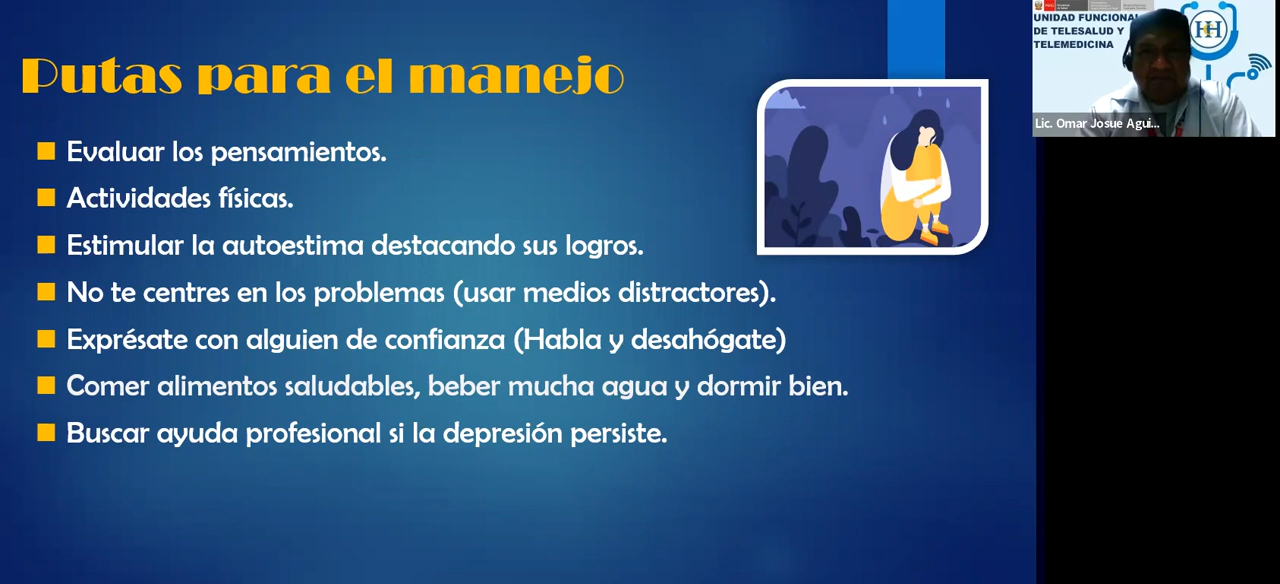 Putas para el manejo
Evaluar los pensamientos.
Actividades físicas.
Estimular la autoestima destacando sus logros.
No te centres en los problemas (usar medios distractores).
Exprésate con alguien de confianza (Habla y desahógate)
Comer alimentos saludables, beber mucha agua y dormir bien.
Buscar ayuda profesional si la depresión persiste.
UNIDAD FUNCIONAL
DE TELESALUD Y
TELEMEDICINA
Lic. Omar Josue Agui...